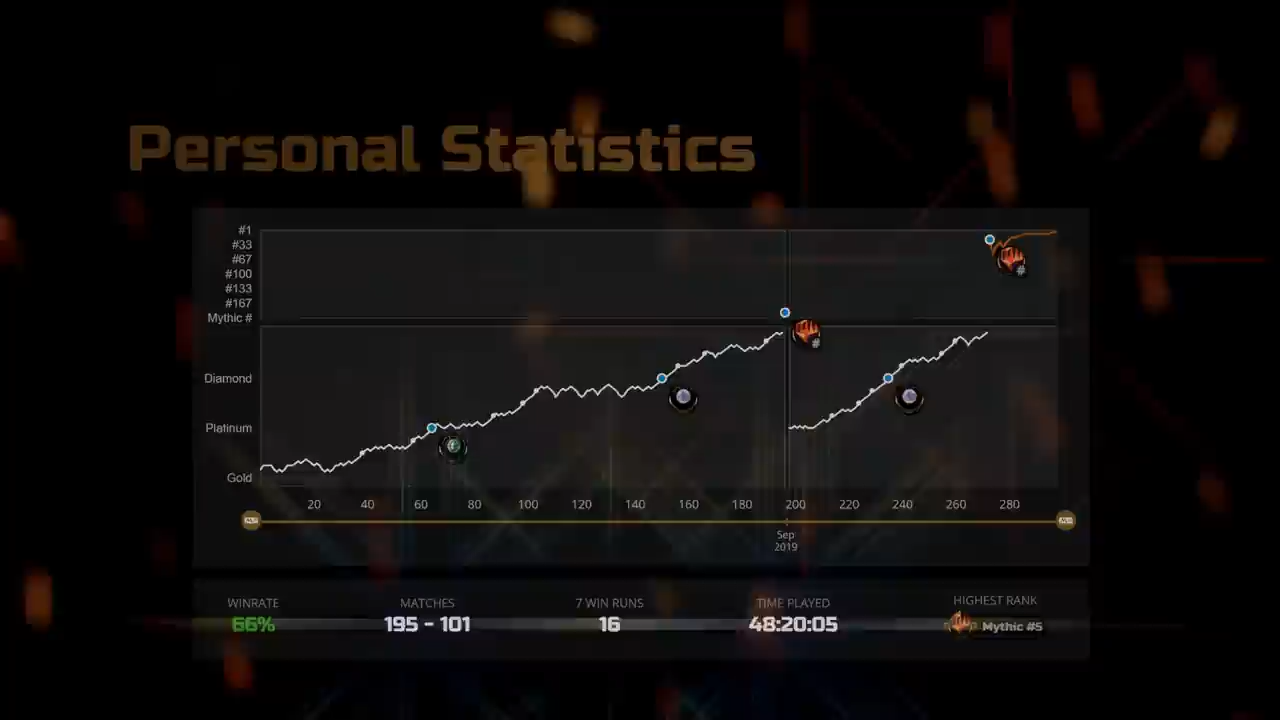 Personal Statistics
#1
#33
#67
#100
#133
#167
Mythic #
Diamond
Platinum
Gold
20 40 60 80 100 120 140 160 180 200 220 240 260 280
Sep
2019
WINRATE MATCHES 7 WIN RUNS TIME PLAYED HIGHEST RANK
66% 195 - 101 16 48:20:05 Mythic #5